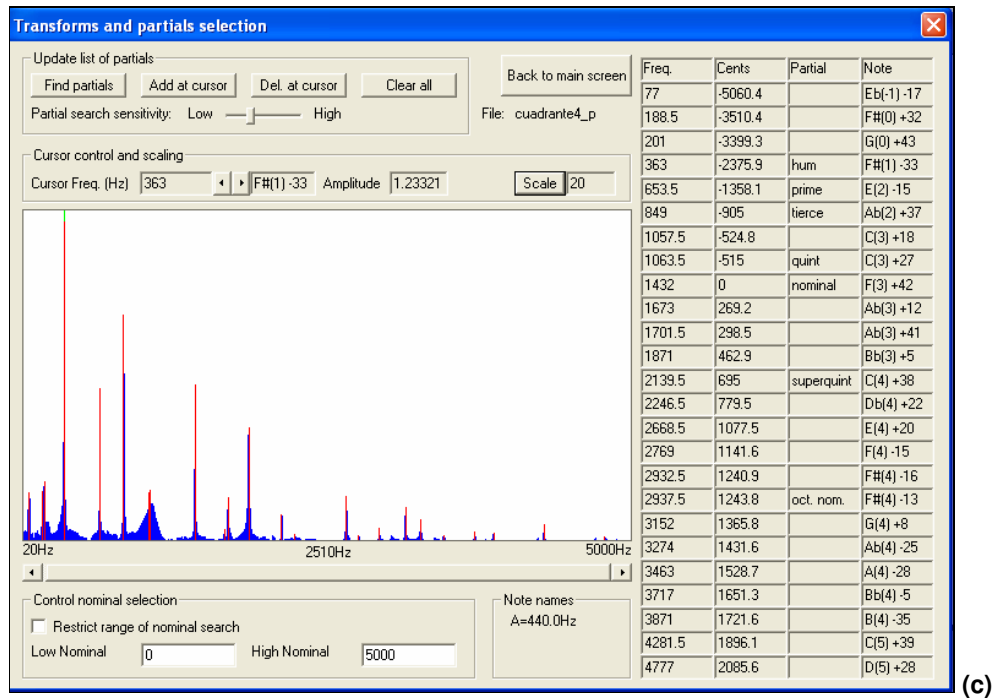 Transforms and partials selection
Update list of partials
Find partials Add at cursor Del. at cursor Clear all
Partial search sensitivity: Low High
Back to main screen
File: cuadrante4_p
Cursor control and scaling
Cursor Freq. (Hz) 363 F#(1) -33 Amplitude 1.23321 Scale 20
20Hz 2510Hz 5000Hz
Control nominal selection
Restrict range of nominal search
Low Nominal 0 High Nominal 5000
Note names
A=440.0Hz
Freq. Cents Partial Note
77 -5060.4 Eb(-1) -17
188.5 -3510.4 F#(0) +32
201 -3399.3 G(0) +43
363 -2375.9 hum F#(1) -33
653.5 -1358.1 prime E(2) -15
849 -905 tierce Ab(2) +37
1057.5 -524.8 C(3) +18
1063.5 -515 quint C(3) +27
1432 0 nominal F(3) +42
1673 269.2 Ab(3) +12
1701.5 298.5 Ab(3) +41
1871 462.9 Bb(3) +5
2139.5 695 superquint C(4) +38
2246.5 779.5 Db(4) +22
2668.5 1077.5 E(4) +20
2769 1141.6 F(4) -15
2932.5 1240.9 F#(4) -16
2937.5 1243.8 oct. nom. F#(4) -13
3152 1365.8 G(4) +8
3274 1431.6 Ab(4) -25
3463 1528.7 A(4) -28
3717 1651.3 Bb(4) -5
3871 1721.6 B(4) -35
4281.5 1896.1 C(5) +39
4777 2085.6 D(5) +28
(c)